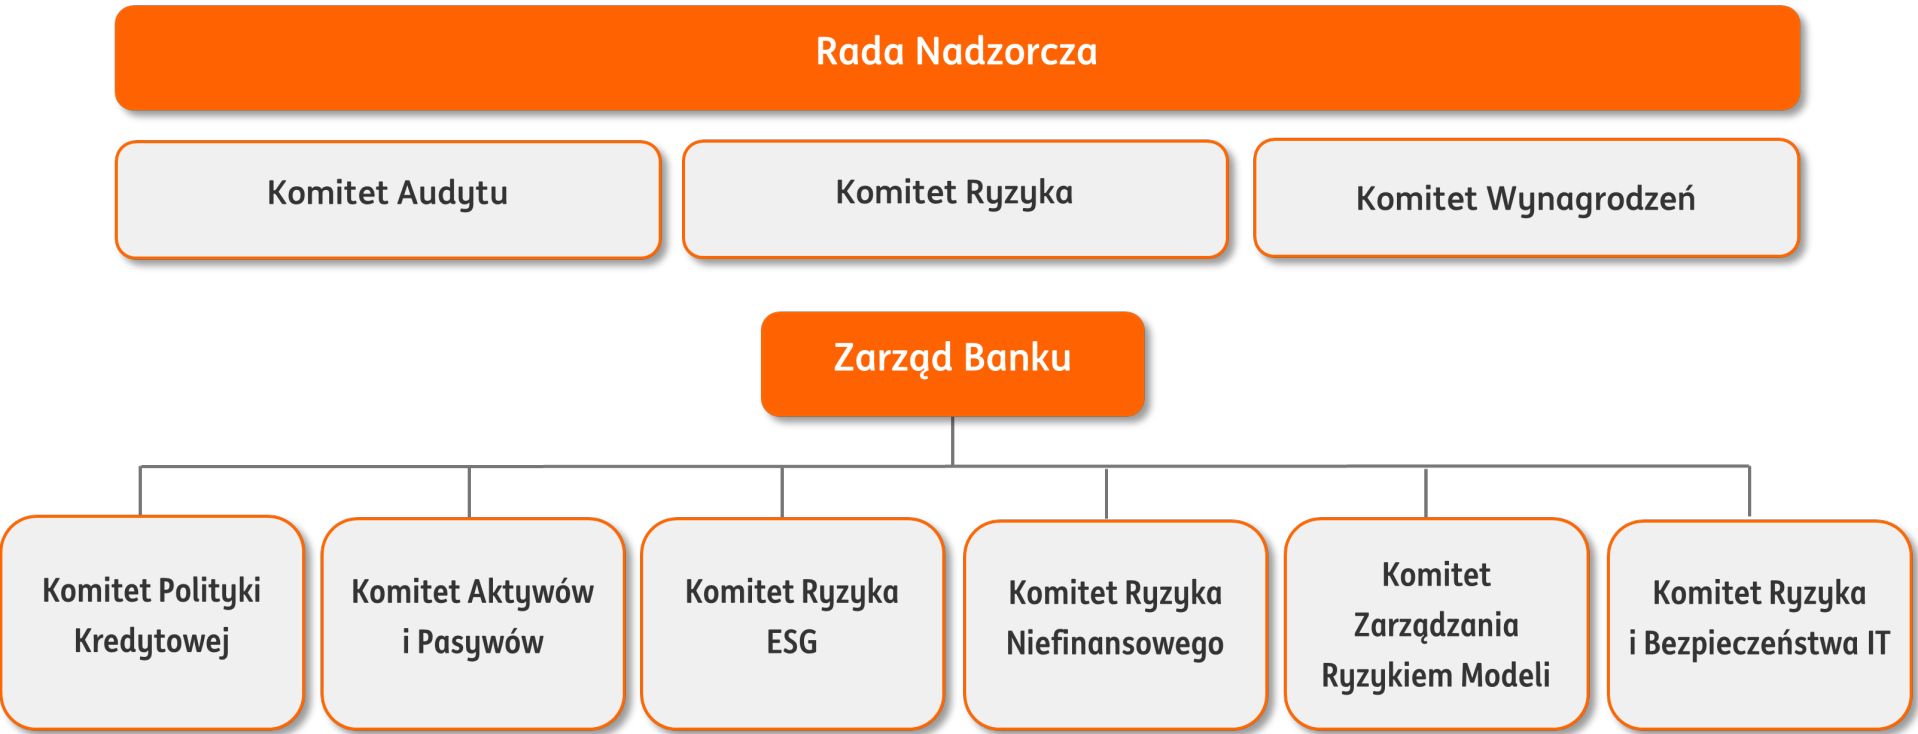 Rada Nadzorcza
Komitet Audytu
Komitet Ryzyka
Komitet Wynagrodzeń
Zarząd Banku
Komitet Polityki
Kredytowej
Komitet Aktywów
i Pasywów
Komitet Ryzyka
ESG
Komitet Ryzyka
Niefinansowego
Komitet
Zarządzania
Ryzykiem Modeli
Komitet Ryzyka
i Bezpieczeństwa IT